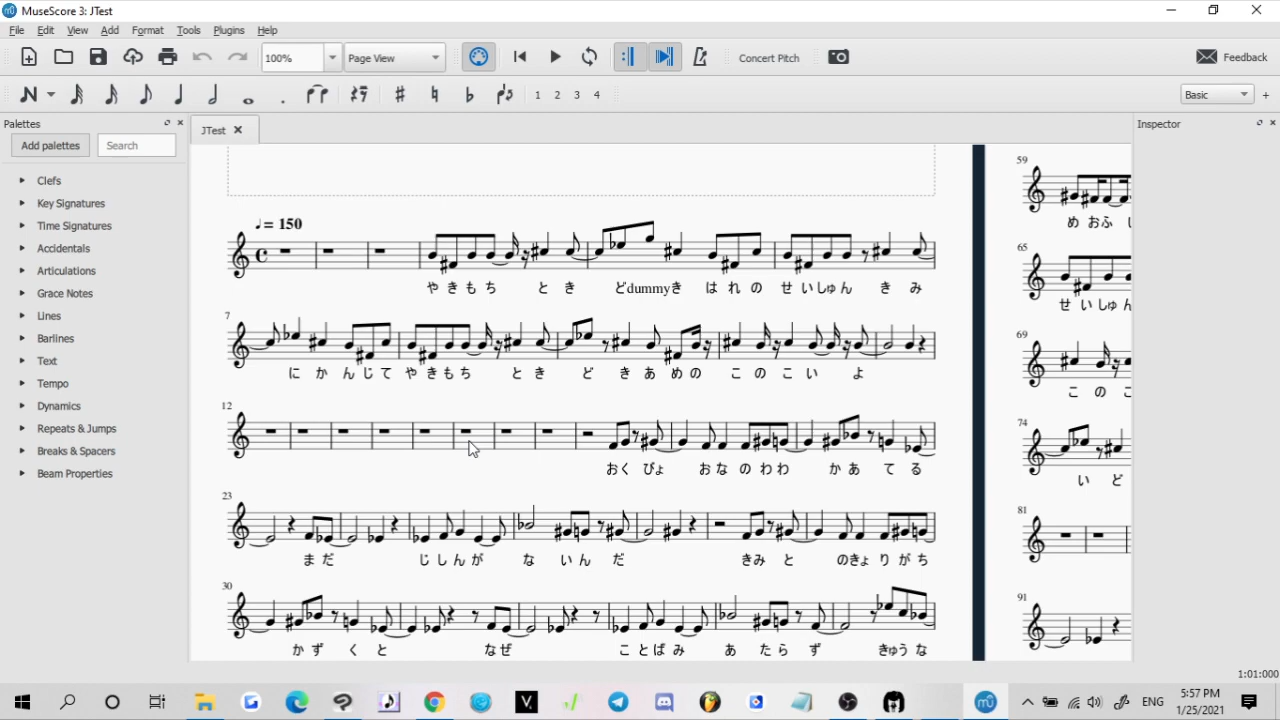 MuseScore 3: JTest
File Edit View Add Format Tools Plugins Help
100% Page View Concert Pitch Feedback
1 2 3 4 Basic +
Palettes
Add palettes Search
Clefs
Key Signatures
Time Signatures
Accidentals
Articulations
Grace Notes
Lines
Barlines
Text
Tempo
Dynamics
Repeats & Jumps
Breaks & Spacers
Beam Properties
JTest
Inspector
= 150
や き も ち と き どdummyき は れ の せ い しゅ ん き み
7
に か ん じ て や き も ち と き ど き あ め の こ の こ い よ
12
お く びょ お な の わ わ か あ て る
23
ま だ じ し ん が な い ん だ き み と の きょ り が ち
30
か ず く と な ぜ こ と ば み あ た ら ず きゅう な
59
め お ふ
65
せ い しゅ ん
69
こ の こ
74
い ど
81
91
1:01:000
ENG 5:57 PM
1/25/2021